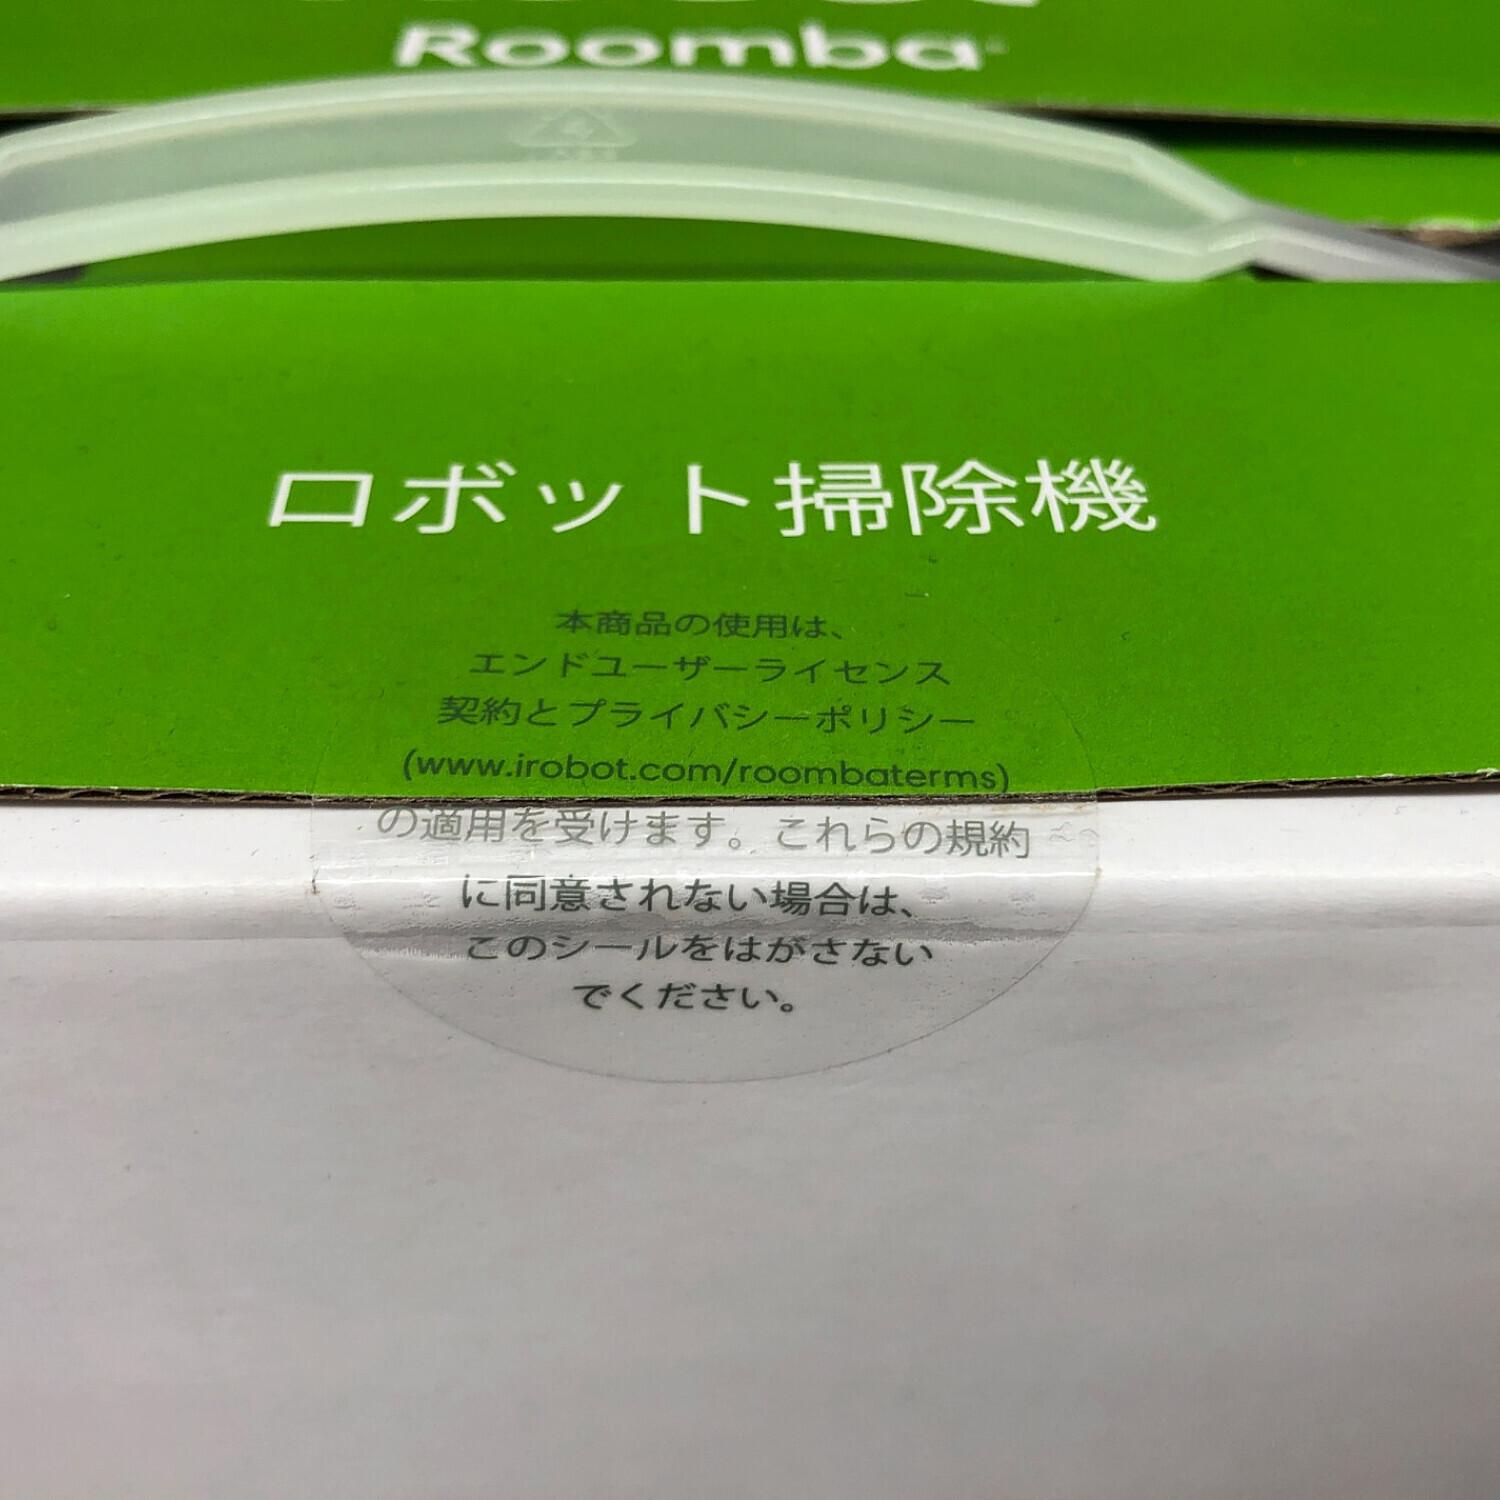 Roomba
ロボット掃除機
本商品の使用は、
エンドユーザーライセンス
契約とプライバシーポリシー
(www.irobot.com/roombaterms)
の適用を受けます。これらの規約
に同意されない場合は、
このシールをはがさない
でください。